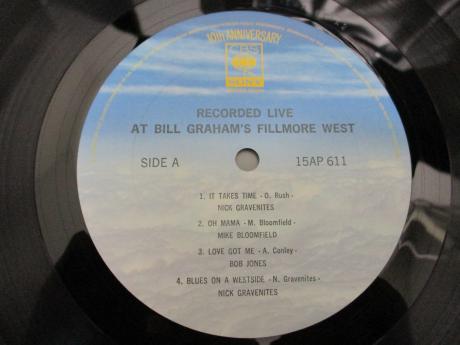 10th ANNIVERSARY
CBS
SONY
RECORDED LIVE
AT BILL GRAHAM'S FILLMORE WEST
SIDE A 15AP 611
1. IT TAKES TIME -O. Rush-
NICK GRAVENITES
2. OH MAMA -M. Bloomfield-
MIKE BLOOMFIELD
3. LOVE GOT ME -A. Conley-
BOB JONES
4. BLUES ON A WESTSIDE -N. Gravenites-
NICK GRAVENITES